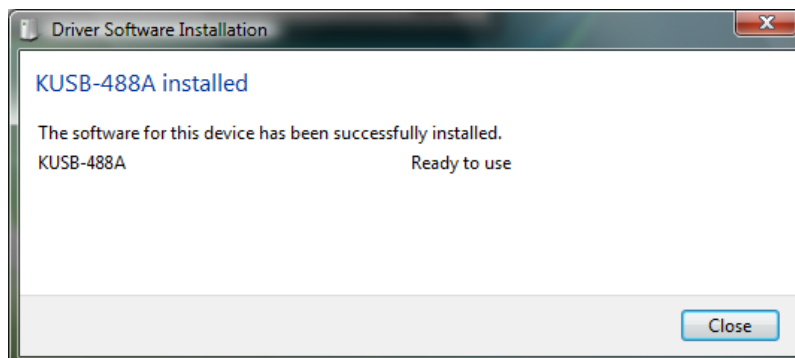 Driver Software Installation
KUSB-488A installed
The software for this device has been successfully installed.
KUSB-488A Ready to use
Close